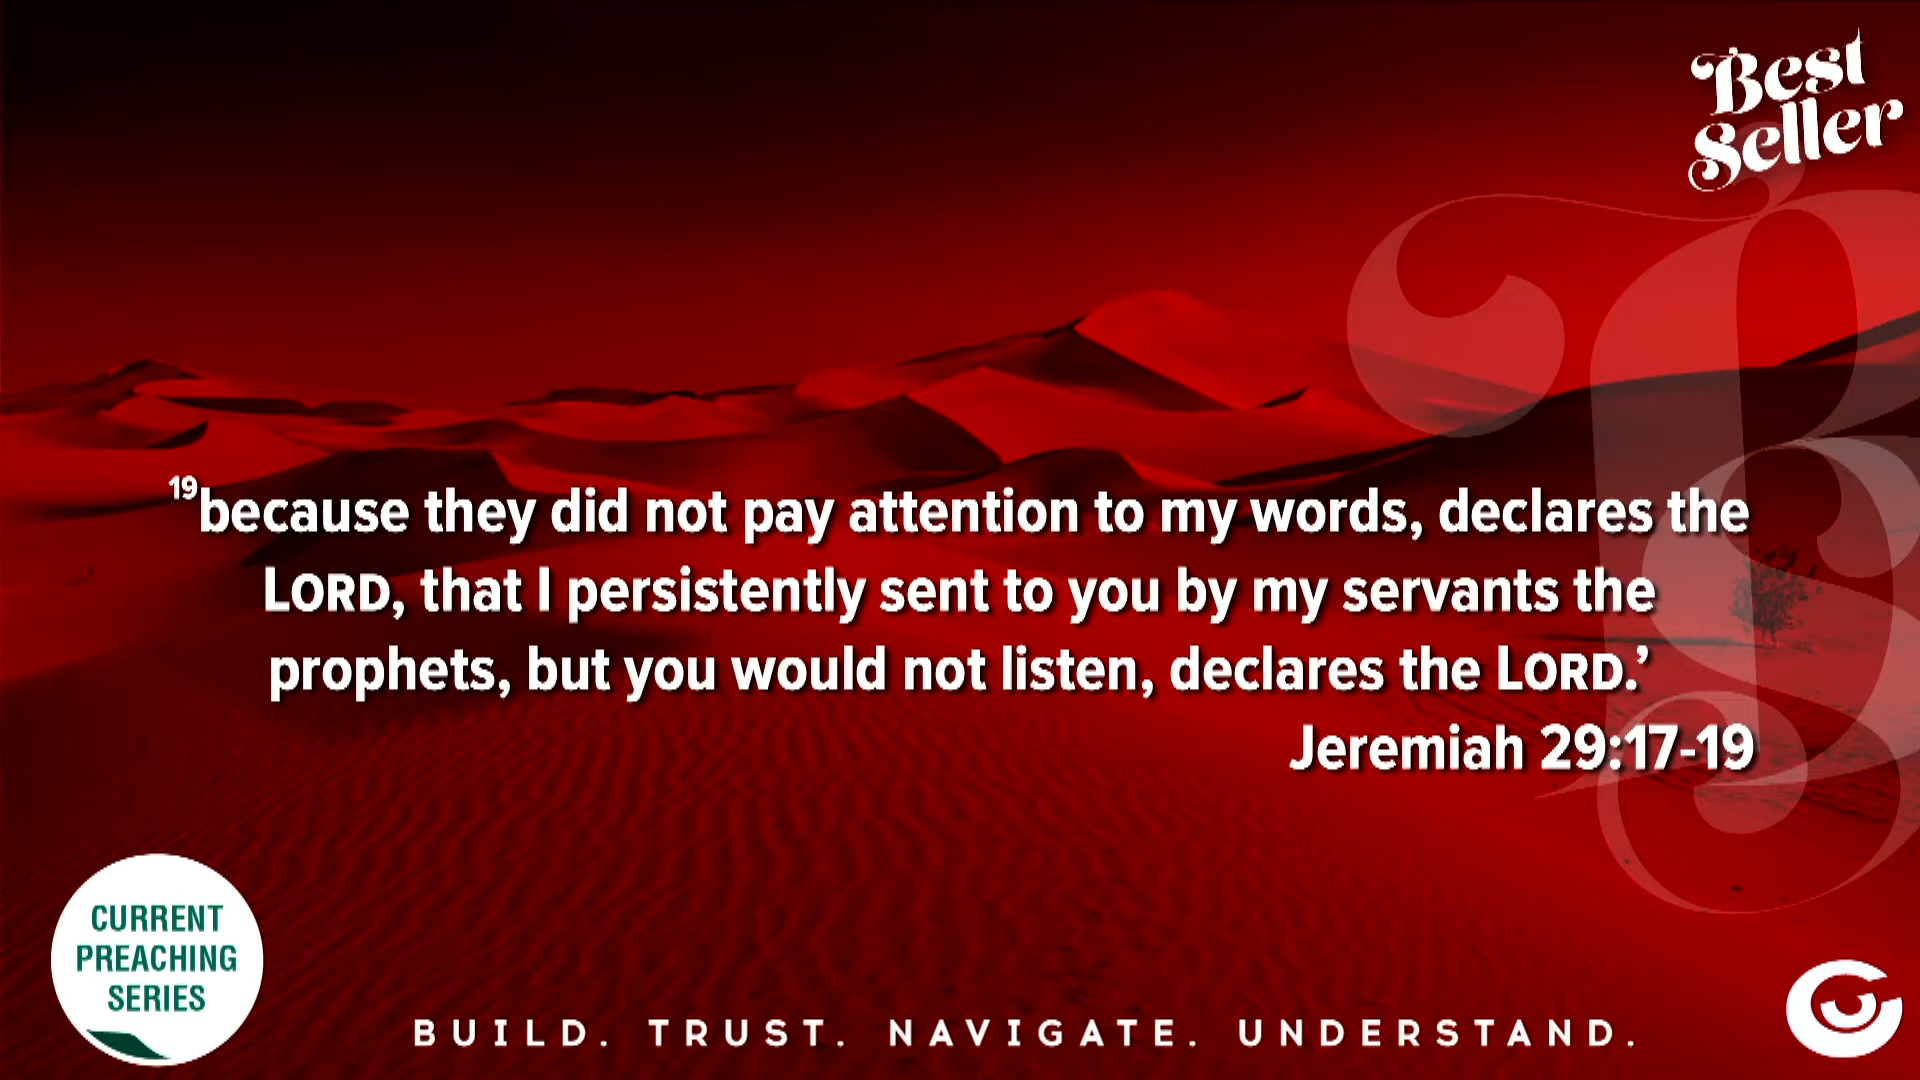 Best
Seller
19because they did not pay attention to my words, declares the
LORD, that I persistently sent to you by my servants the
prophets, but you would not listen, declares the LORD.’
Jeremiah 29:17-19
CURRENT
PREACHING
SERIES
BUILD. TRUST. NAVIGATE. UNDERSTAND.